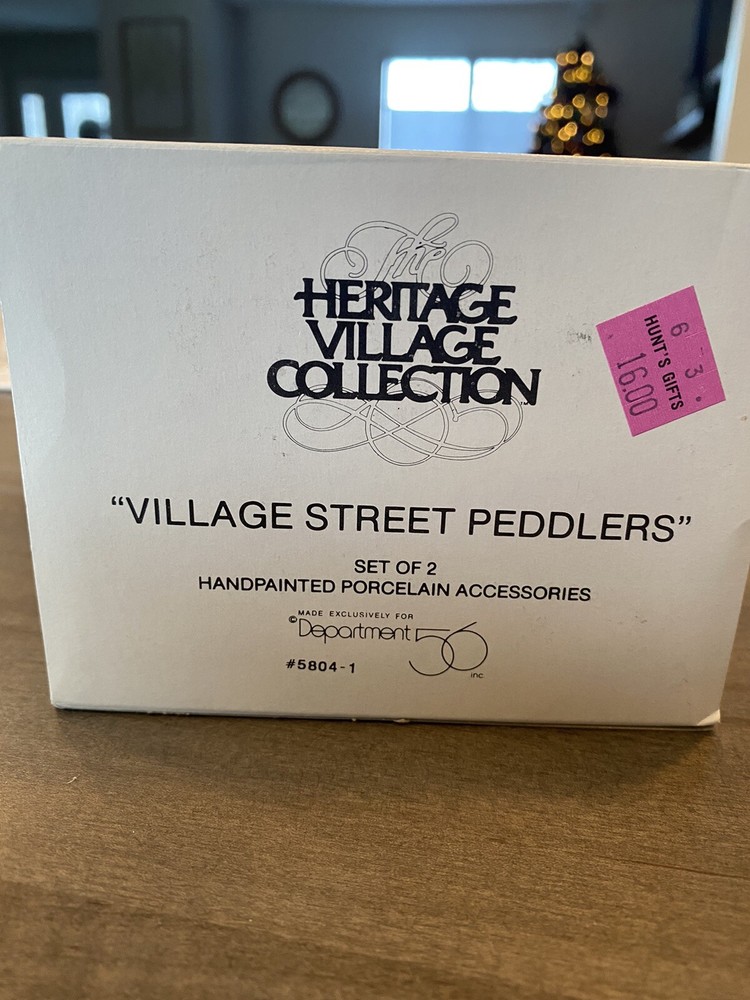 The
HERITAGE
VILLAGE
COLLECTION
TM
"VILLAGE STREET PEDDLERS"
SET OF 2
HANDPAINTED PORCELAIN ACCESSORIES
MADE EXCLUSIVELY FOR
©Department 56 inc.
#5804-1
6 3.
HUNT'S GIFTS
16.00